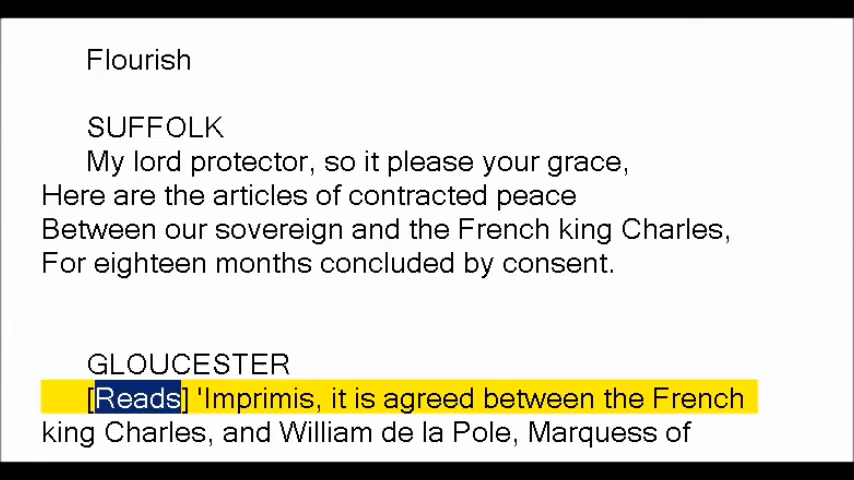 Flourish
SUFFOLK
My lord protector, so it please your grace,
Here are the articles of contracted peace
Between our sovereign and the French king Charles,
For eighteen months concluded by consent.
GLOUCESTER
[Reads] 'Imprimis, it is agreed between the French
king Charles, and William de la Pole, Marquess of